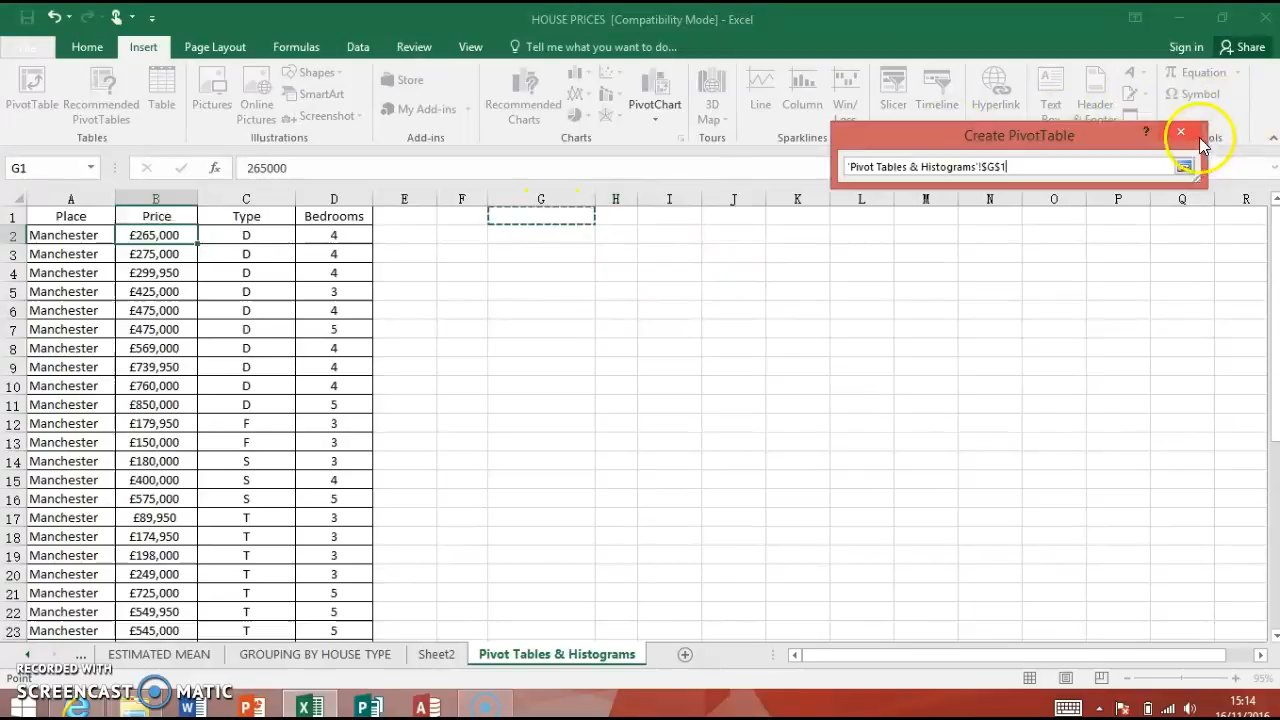 HOUSE PRICES [Compatibility Mode] - Excel
File Home Insert Page Layout Formulas Data Review View Tell me what you want to do... Sign in Share
PivotTable Recommended PivotTables Table
Tables
Pictures Online Pictures Shapes SmartArt Screenshot
Illustrations
Store
My Add-ins
Add-ins
Recommended Charts PivotChart
Charts
3D Map
Tours
Line Column Win/
Sparklines
Slicer Timeline
Hyperlink
Text Box Header & Footer
Equation
Symbol
Create PivotTable ?
'Pivot Tables & Histograms'!$G$1
G1 fx 265000
A B C D E F G H I J K L M N O P Q R
1 Place Price Type Bedrooms
2 Manchester £265,000 D 4
3 Manchester £275,000 D 4
4 Manchester £299,950 D 4
5 Manchester £425,000 D 3
6 Manchester £475,000 D 4
7 Manchester £475,000 D 5
8 Manchester £569,000 D 4
9 Manchester £739,950 D 4
10 Manchester £760,000 D 4
11 Manchester £850,000 D 5
12 Manchester £179,950 F 3
13 Manchester £150,000 F 3
14 Manchester £180,000 S 3
15 Manchester £400,000 S 4
16 Manchester £575,000 S 5
17 Manchester £89,950 T 3
18 Manchester £174,950 T 3
19 Manchester £198,000 T 3
20 Manchester £249,000 T 3
21 Manchester £725,000 T 5
22 Manchester £549,950 T 5
23 Manchester £545,000 T 5
... ESTIMATED MEAN GROUPING BY HOUSE TYPE Sheet2 Pivot Tables & Histograms
Point 95%
RECORDED WITH
SCREENCAST MATIC
15:14
16/11/2016